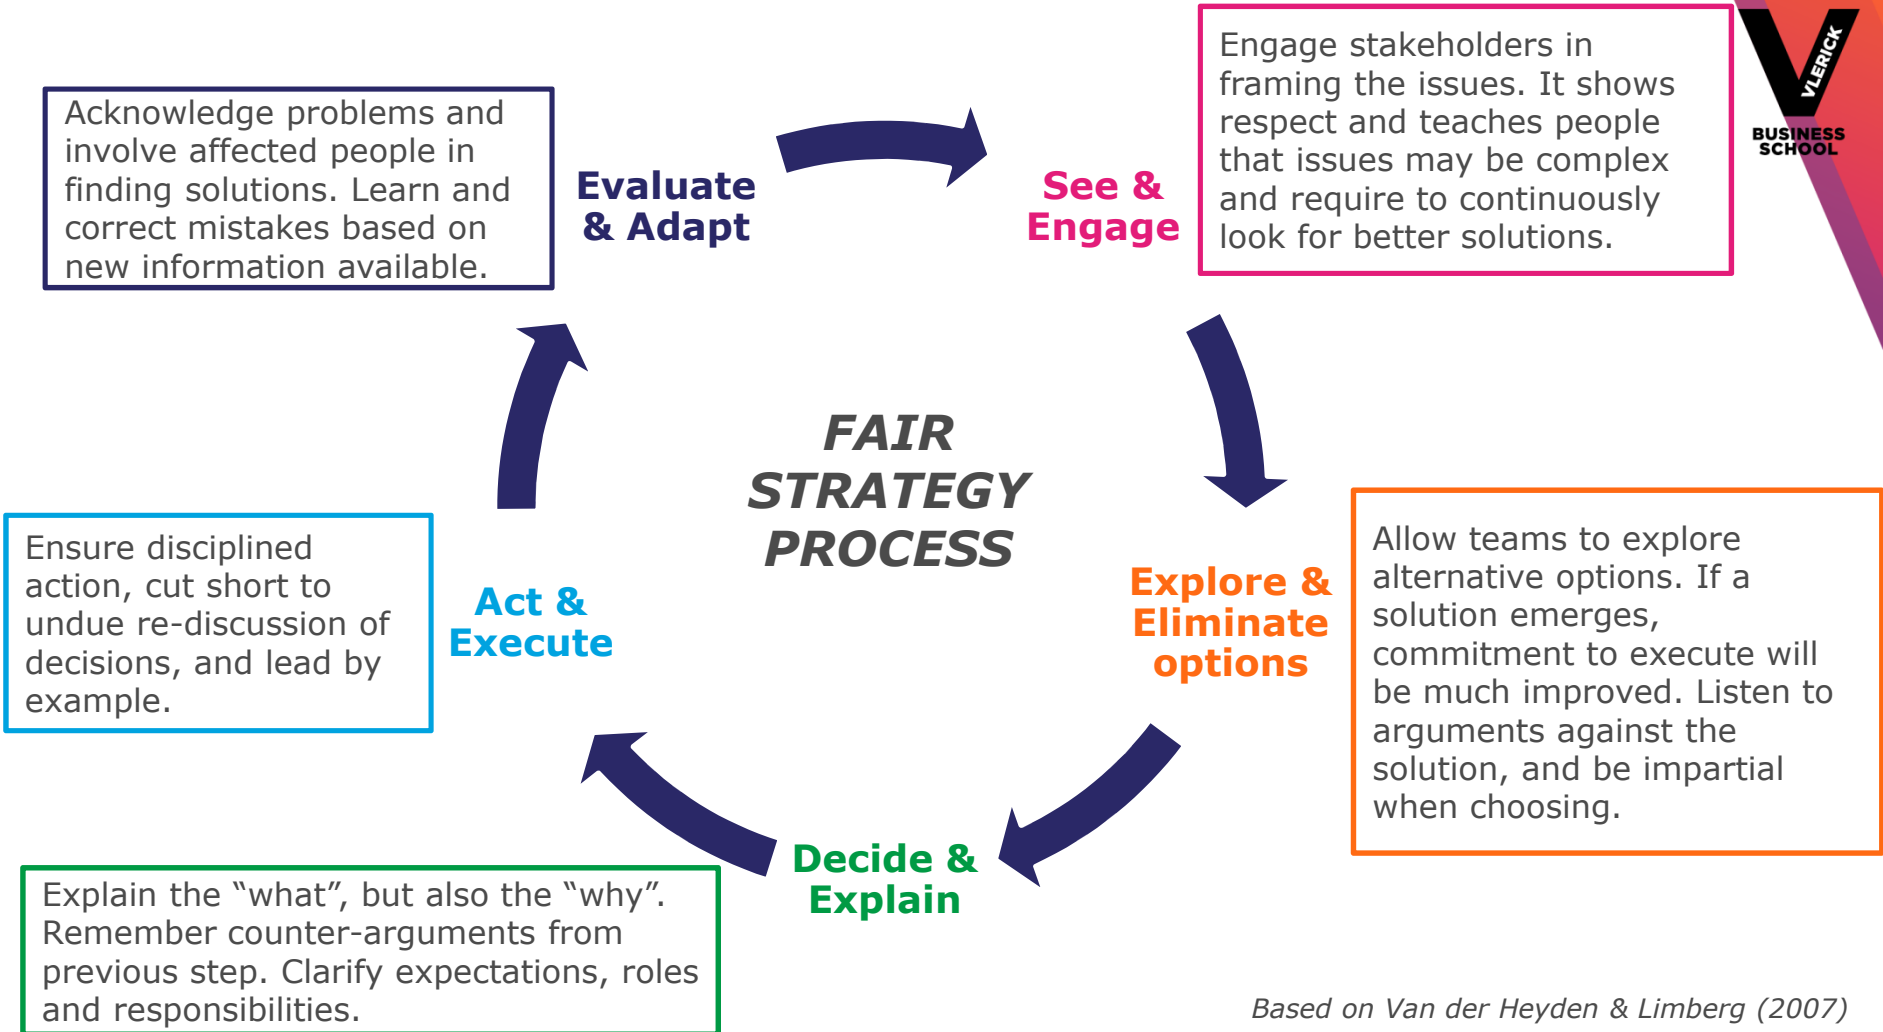 Engage stakeholders in
framing the issues. It shows
respect and teaches people
that issues may be complex
and require to continuously
look for better solutions.
VLERICK
BUSINESS
SCHOOL
Acknowledge problems and
involve affected people in
finding solutions. Learn and
correct mistakes based on
new information available.
Evaluate
& Adapt
See &
Engage
FAIR
STRATEGY
PROCESS
Ensure disciplined
action, cut short to
undue re-discussion of
decisions, and lead by
example.
Act &
Execute
Explore &
Eliminate
options
Allow teams to explore
alternative options. If a
solution emerges,
commitment to execute will
be much improved. Listen to
arguments against the
solution, and be impartial
when choosing.
Decide &
Explain
Explain the “what”, but also the “why”.
Remember counter-arguments from
previous step. Clarify expectations, roles
and responsibilities.
Based on Van der Heyden & Limberg (2007)